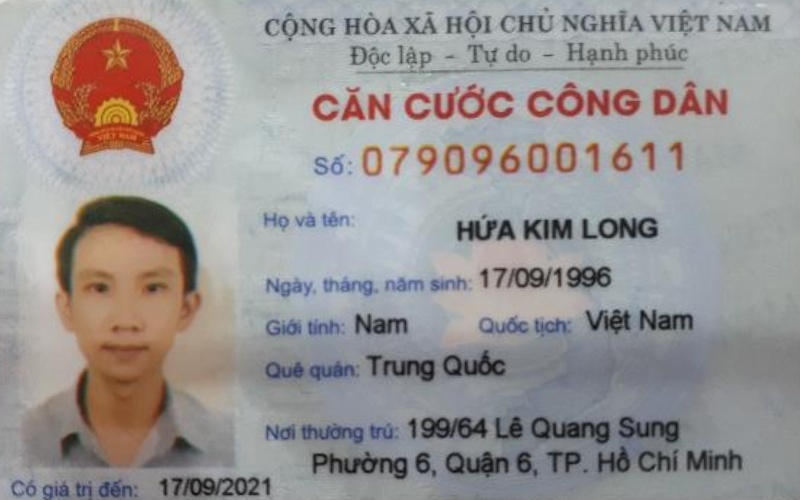 CỘNG HÒA XÃ HỘI CHỦ NGHĨA VIỆT NAM
Độc lập - Tự do - Hạnh phúc
CĂN CƯỚC CÔNG DÂN
Số: 079096001611
Họ và tên: HỨA KIM LONG
Ngày, tháng, năm sinh: 17/09/1996
Giới tính: Nam Quốc tịch: Việt Nam
Quê quán: Trung Quốc
Nơi thường trú: 199/64 Lê Quang Sung
Phường 6, Quận 6, TP. Hồ Chí Minh
Có giá trị đến: 17/09/2021